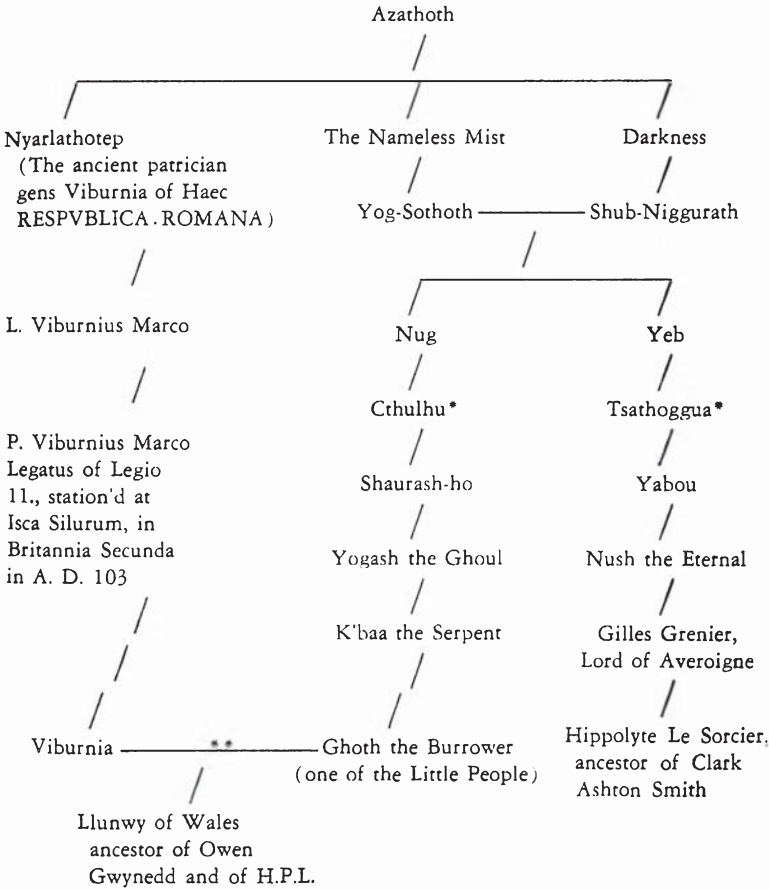 Azathoth
Nyarlathotep
(The ancient patrician
gens Viburnia of Haec
RESPVBLICA.ROMANA)
The Nameless Mist
Darkness
Yog-Sothoth
Shub-Niggurath
L. Viburnius Marco
Nug
Yeb
Cthulhu*
Tsathoggua*
P. Viburnius Marco
Legatus of Legio
11., station'd at
Isca Silurum, in
Britannia Secunda
in A. D. 103
Shaurash-ho
Yabou
Yogash the Ghoul
Nush the Eternal
K'baa the Serpent
Gilles Grenier,
Lord of Averoigne
Viburnia
**
Ghoth the Burrower
(one of the Little People)
Hippolyte Le Sorcier,
ancestor of Clark
Ashton Smith
Llunwy of Wales
ancestor of Owen
Gwynedd and of H.P.L.